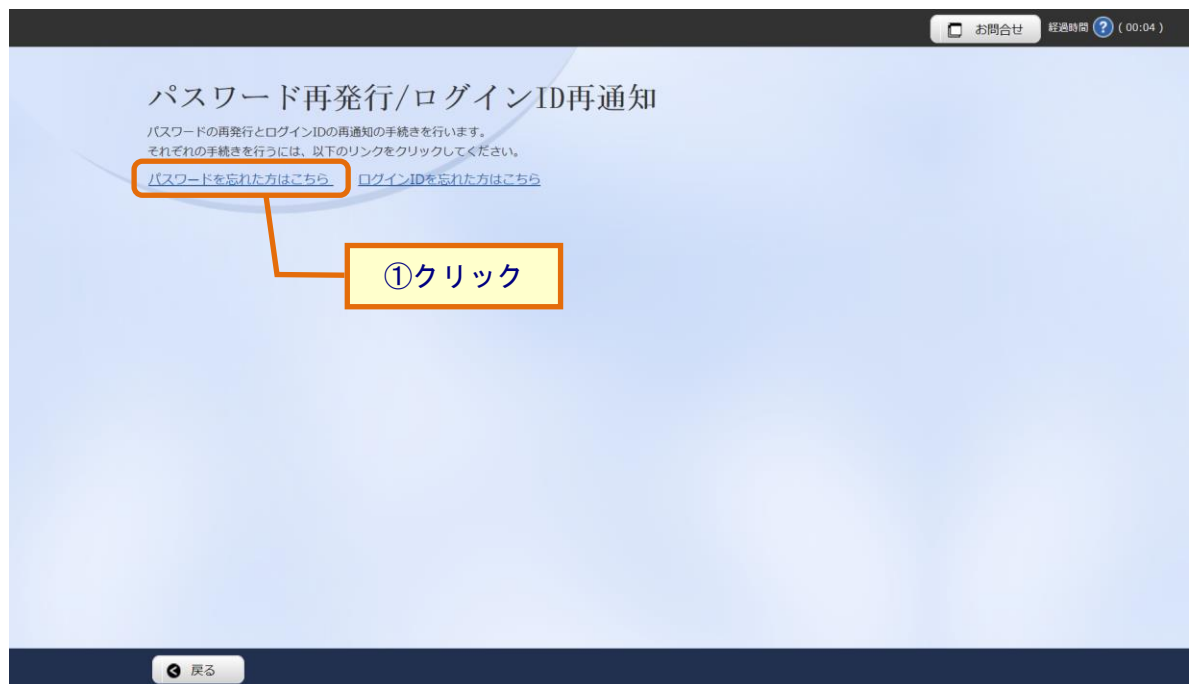 お問合せ 経過時間 ? ( 00:04 )
パスワード再発行/ログインID再通知
パスワードの再発行とログインIDの再通知の手続きを行います。
それぞれの手続きを行うには、以下のリンクをクリックしてください。
パスワードを忘れた方はこちら ログインIDを忘れた方はこちら
①クリック
戻る